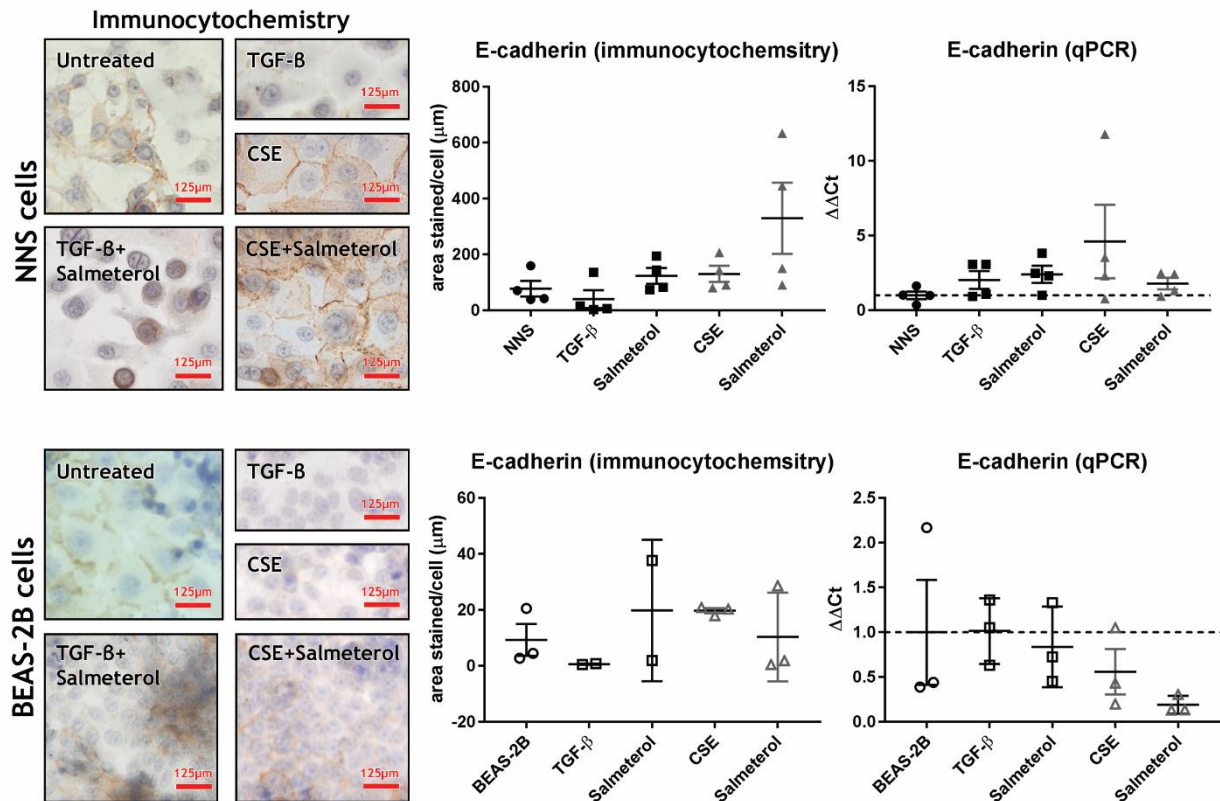 Immunocytochemistry
NNS cells
Untreated
125µm
TGF-ß
125µm
CSE
125µm
TGF-ß+
Salmeterol
125µm
CSE+Salmeterol
125µm
E-cadherin (immunocytochemsitry)
area stained/cell (µm)
800
600
400
200
0
NNS
TGF-β
Salmeterol
CSE
Salmeterol
E-cadherin (qPCR)
ΔΔCt
15
10
5
0
NNS
TGF-β
Salmeterol
CSE
Salmeterol
BEAS-2B cells
Untreated
125µm
TGF-ß
125µm
CSE
125µm
TGF-ß+
Salmeterol
125µm
CSE+Salmeterol
125µm
E-cadherin (immunocytochemsitry)
area stained/cell (µm)
60
40
20
0
-20
BEAS-2B
TGF-β
Salmeterol
CSE
Salmeterol
E-cadherin (qPCR)
ΔΔCt
2.5
2.0
1.5
1.0
0.5
0.0
BEAS-2B
TGF-β
Salmeterol
CSE
Salmeterol